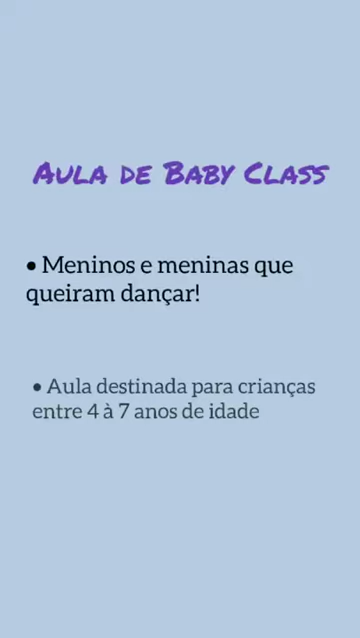 Aula de Baby Class
• Meninos e meninas que
queiram dançar!
• Aula destinada para crianças
entre 4 à 7 anos de idade